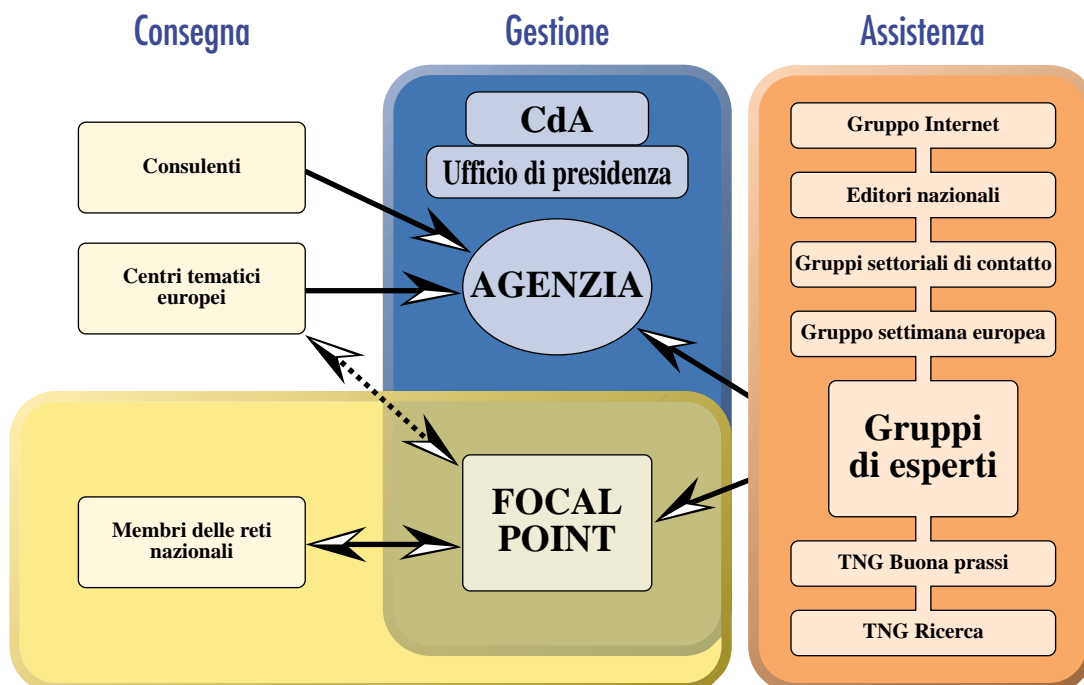 Consegna
Gestione
Assistenza
Consulenti
Centri tematici
europei
Membri delle reti
nazionali
CdA
Ufficio di presidenza
AGENZIA
FOCAL
POINT
Gruppo Internet
Editori nazionali
Gruppi settoriali di contatto
Gruppo settimana europea
Gruppi
di esperti
TNG Buona prassi
TNG Ricerca